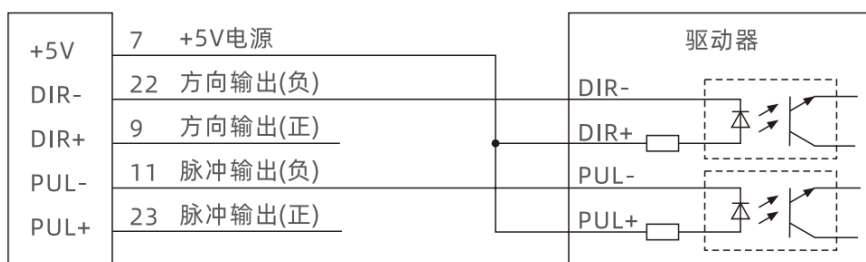 +5V 7 +5V电源 驱动器
DIR- 22 方向输出(负) DIR-
DIR+ 9 方向输出(正) DIR+
PUL- 11 脉冲输出(负) PUL-
PUL+ 23 脉冲输出(正) PUL+